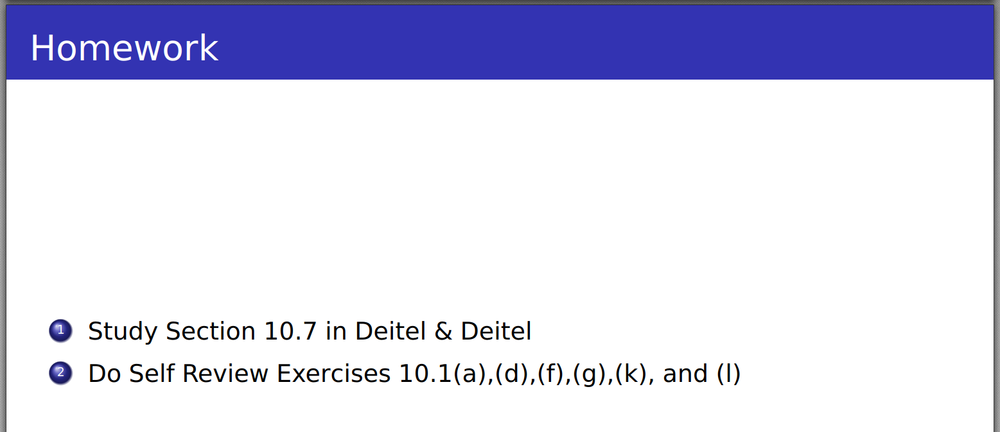 Homework
1 Study Section 10.7 in Deitel & Deitel
2 Do Self Review Exercises 10.1(a),(d),(f),(g),(k), and (l)